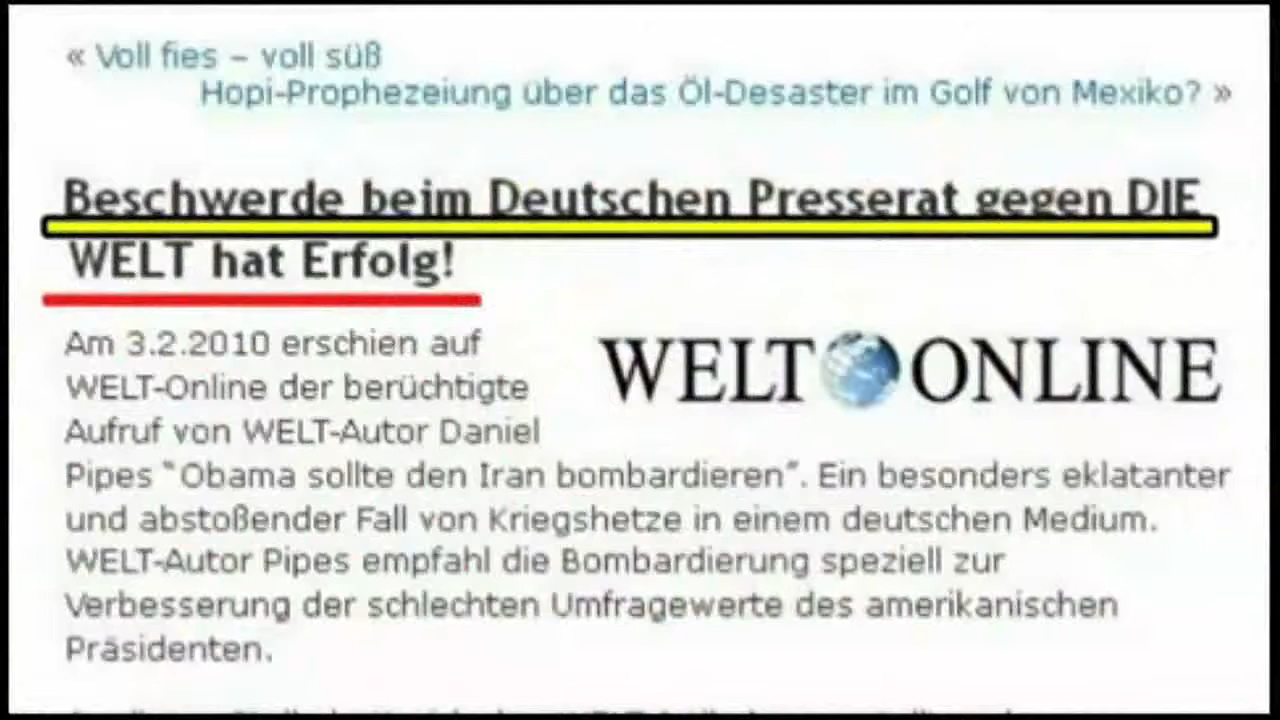 « Voll fies – voll süß
Hopi-Prophezeiung über das Öl-Desaster im Golf von Mexiko? »
Beschwerde beim Deutschen Presserat gegen DIE
WELT hat Erfolg!
Am 3.2.2010 erschien auf
WELT-Online der berüchtigte
Aufruf von WELT-Autor Daniel
WELT ONLINE
Pipes “Obama sollte den Iran bombardieren”. Ein besonders eklatanter
und abstoßender Fall von Kriegshetze in einem deutschen Medium.
WELT-Autor Pipes empfahl die Bombardierung speziell zur
Verbesserung der schlechten Umfragewerte des amerikanischen
Präsidenten.